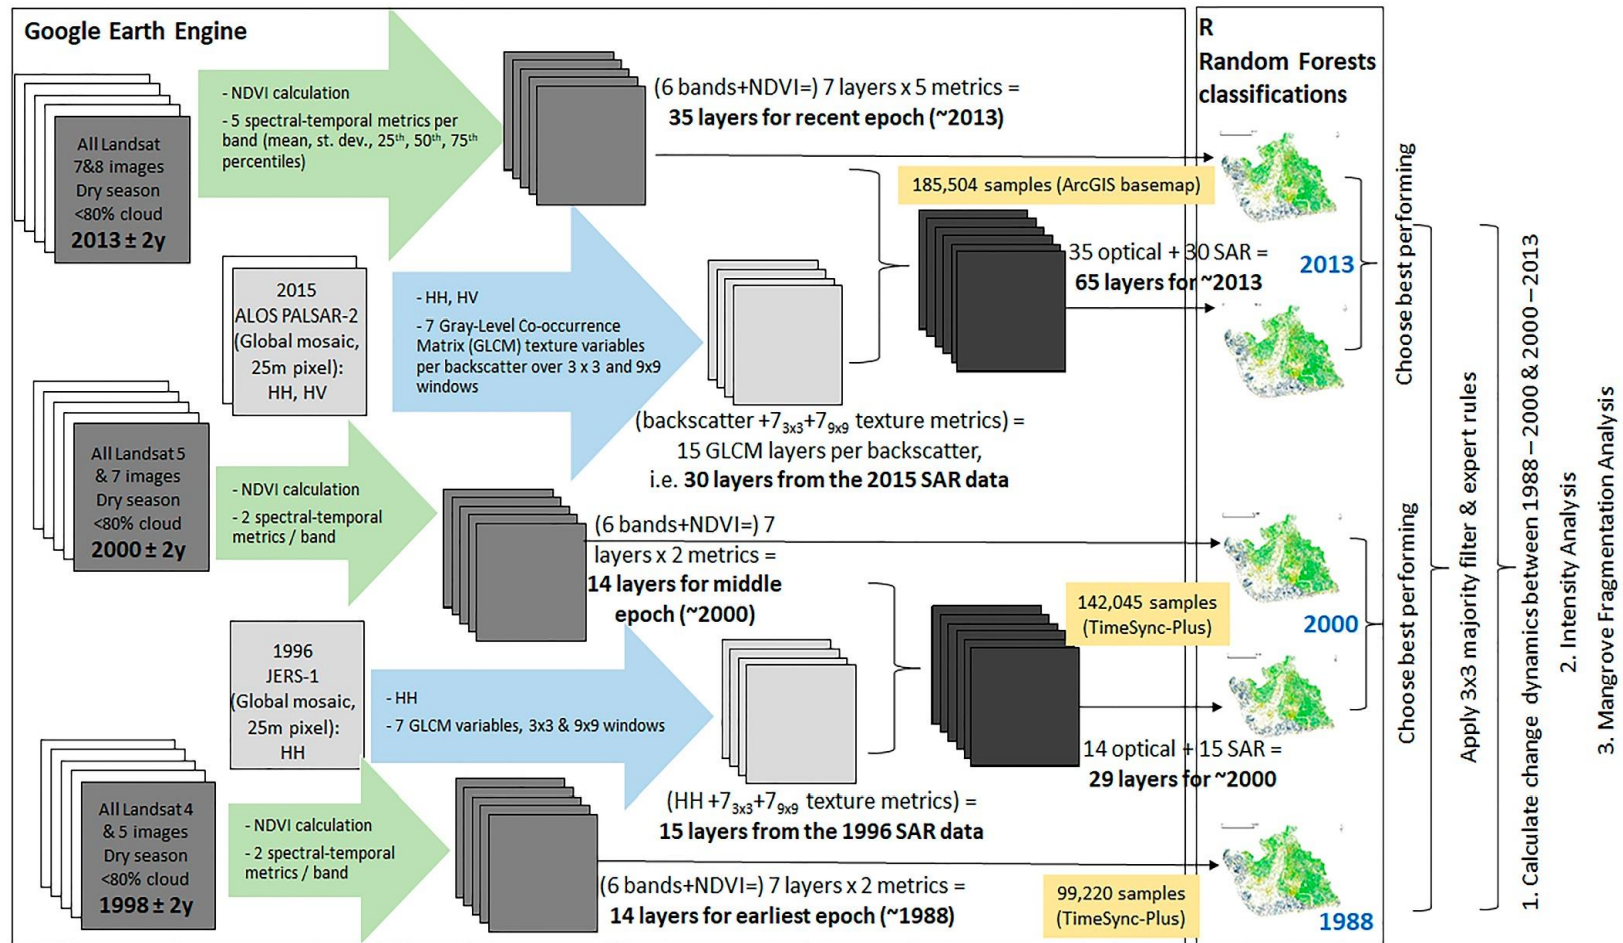 Google Earth Engine
R
Random Forests
classifications
All Landsat
7&8 images
Dry season
<80% cloud
2013 ± 2y
- NDVI calculation
- 5 spectral-temporal metrics per
band (mean, st. dev., 25th, 50th, 75th
percentiles)
(6 bands+NDVI=) 7 layers x 5 metrics =
35 layers for recent epoch (~2013)
185,504 samples (ArcGIS basemap)
2015
ALOS PALSAR-2
(Global mosaic,
25m pixel):
HH, HV
- HH, HV
- 7 Gray-Level Co-occurrence
Matrix (GLCM) texture variables
per backscatter over 3 x 3 and 9x9
windows
35 optical + 30 SAR =
65 layers for ~2013
2013
(backscatter +73x3+79x9 texture metrics) =
15 GLCM layers per backscatter,
i.e. 30 layers from the 2015 SAR data
All Landsat 5
& 7 images
Dry season
<80% cloud
2000 ± 2y
- NDVI calculation
- 2 spectral-temporal
metrics / band
(6 bands+NDVI=) 7
layers x 2 metrics =
14 layers for middle
epoch (~2000)
142,045 samples
(TimeSync-Plus)
2000
1996
JERS-1
(Global mosaic,
25m pixel):
HH
- HH
- 7 GLCM variables, 3x3 & 9x9 windows
14 optical + 15 SAR =
29 layers for ~2000
(HH +73x3+79x9 texture metrics) =
15 layers from the 1996 SAR data
All Landsat 4
& 5 images
Dry season
<80% cloud
1998 ± 2y
- NDVI calculation
- 2 spectral-temporal
metrics / band
(6 bands+NDVI=) 7 layers x 2 metrics =
14 layers for earliest epoch (~1988)
99,220 samples
(TimeSync-Plus)
1988
Choose best performing
Choose best performing
Apply 3x3 majority filter & expert rules
1. Calculate change dynamics between 1988 – 2000 & 2000 – 2013
2. Intensity Analysis
3. Mangrove Fragmentation Analysis